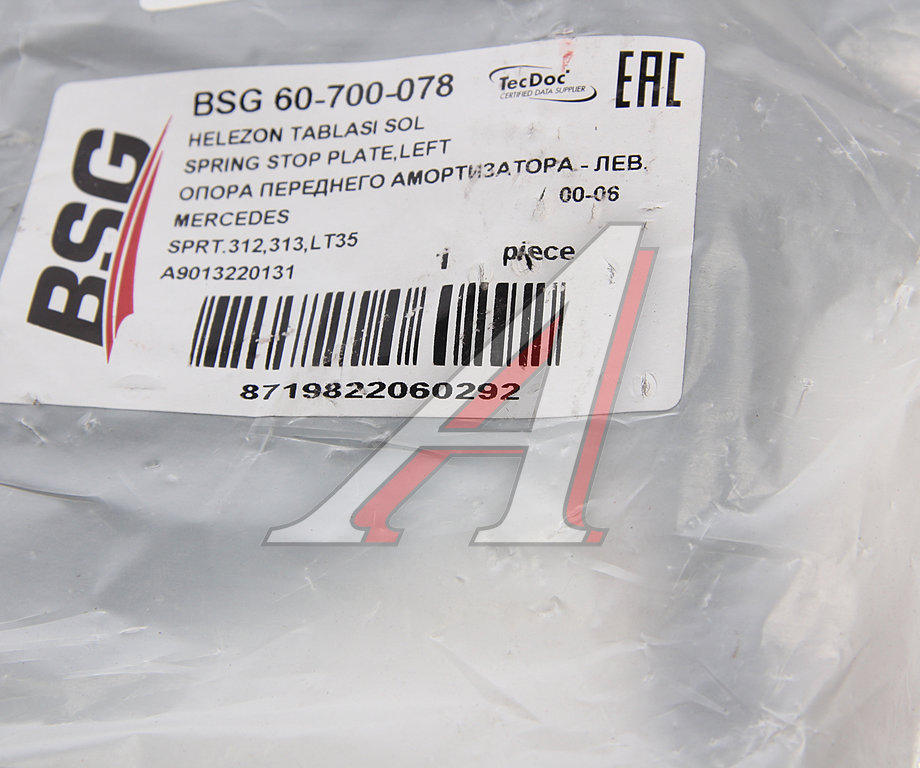 BSG
BSG 60-700-078
TecDoc
CERTIFIED DATA SUPPLIER
EAC
HELEZON TABLASI SOL
SPRING STOP PLATE,LEFT
ОПОРА ПЕРЕДНЕГО АМОРТИЗАТОРА - ЛЕВ.
/ 00-06
MERCEDES
SPRT.312,313,LT35
1 piece
A9013220131
8719822060292